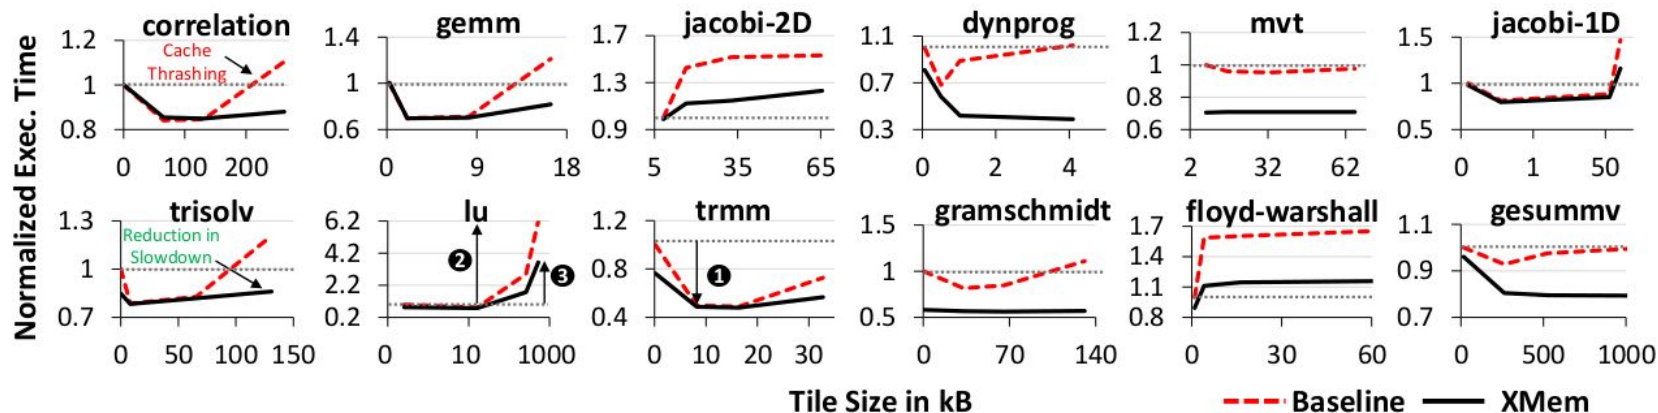 correlation
gemm
jacobi-2D
dynprog
mvt
jacobi-1D
Normalized Exec. Time
1.2
1
0.8
0 100 200
Cache
Thrashing
1.4
1
0.6
0 9 18
1.7
1.3
0.9
5 35 65
1.1
0.7
0.3
0 2 4
1.2
1
0.8
0.6
2 32 62
1.5
1
0.5
0 1 50
trisolv
lu
trmm
gramschmidt
floyd-warshall
gesummv
1.3
1
0.7
0 50 100 150
Reduction in
Slowdown
6.2
4.2
2.2
0.2
0 10 1000
2
3
1.2
0.8
0.4
0 10 20 30
1
1.5
1
0.5
0 70 140
1.7
1.4
1.1
0.8
0 30 60
1.1
0.9
0.7
0 500 1000
Tile Size in kB
Baseline
XMem